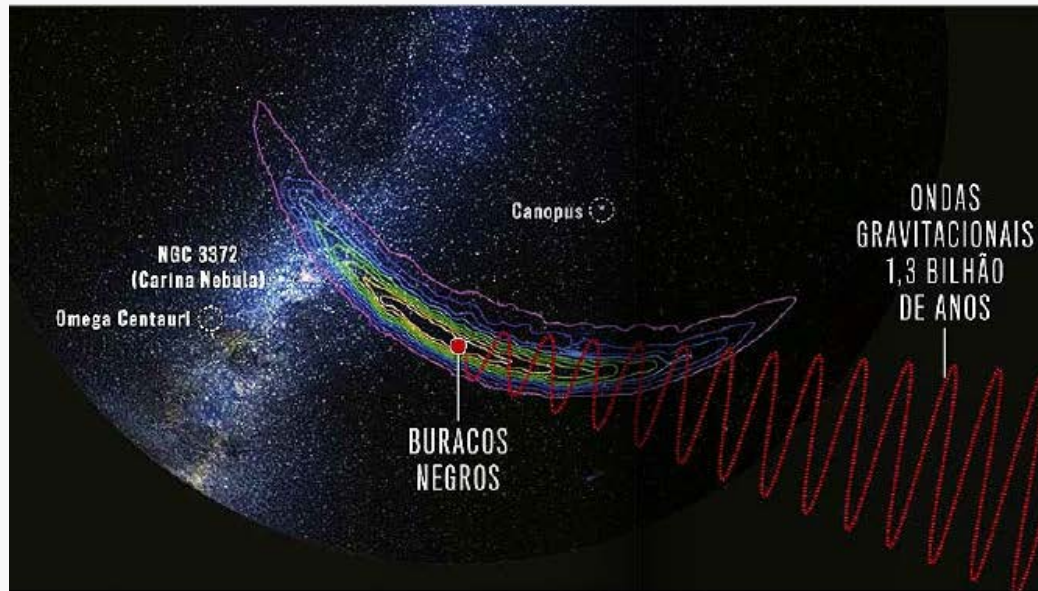 Canopus
NGC 3372
(Carina Nebula)
Omega Centauri
BURACOS
NEGROS
ONDAS
GRAVITACIONAIS
1,3 BILHÃO
DE ANOS